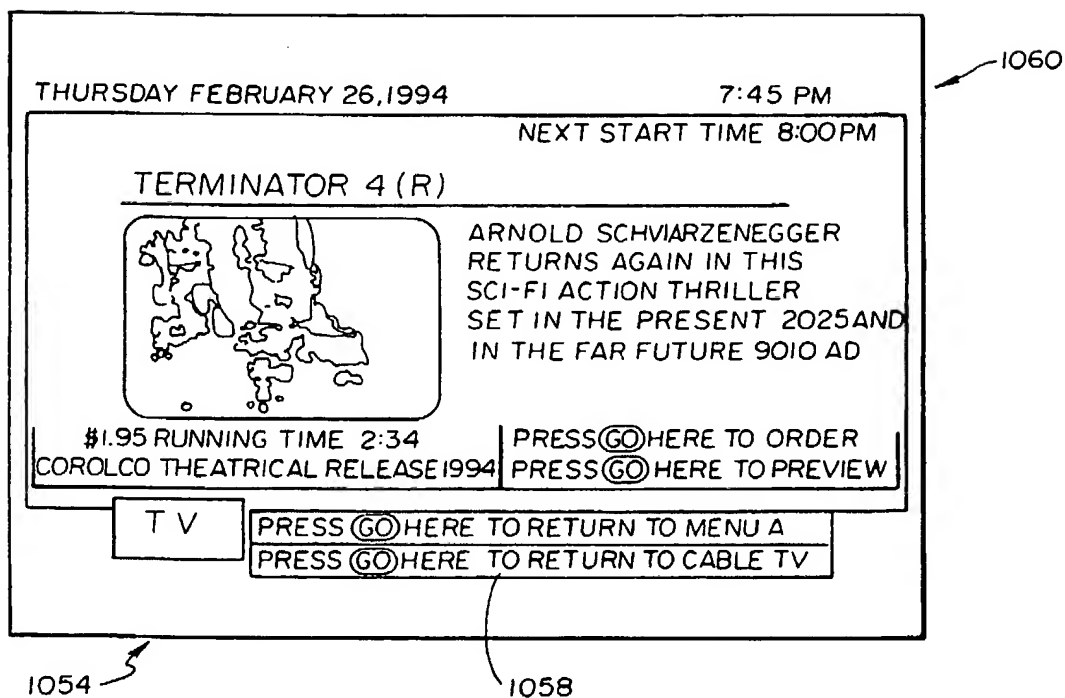 1060
THURSDAY FEBRUARY 26,1994 7:45 PM
NEXT START TIME 8:00PM
TERMINATOR 4 (R)
ARNOLD SCHVIARZENEGGER
RETURNS AGAIN IN THIS
SCI-FI ACTION THRILLER
SET IN THE PRESENT 2025 AND
IN THE FAR FUTURE 9010 AD
$1.95 RUNNING TIME 2:34
COROLCO THEATRICAL RELEASE 1994
PRESS GO HERE TO ORDER
PRESS GO HERE TO PREVIEW
TV
PRESS GO HERE TO RETURN TO MENU A
PRESS GO HERE TO RETURN TO CABLE TV
1054
1058